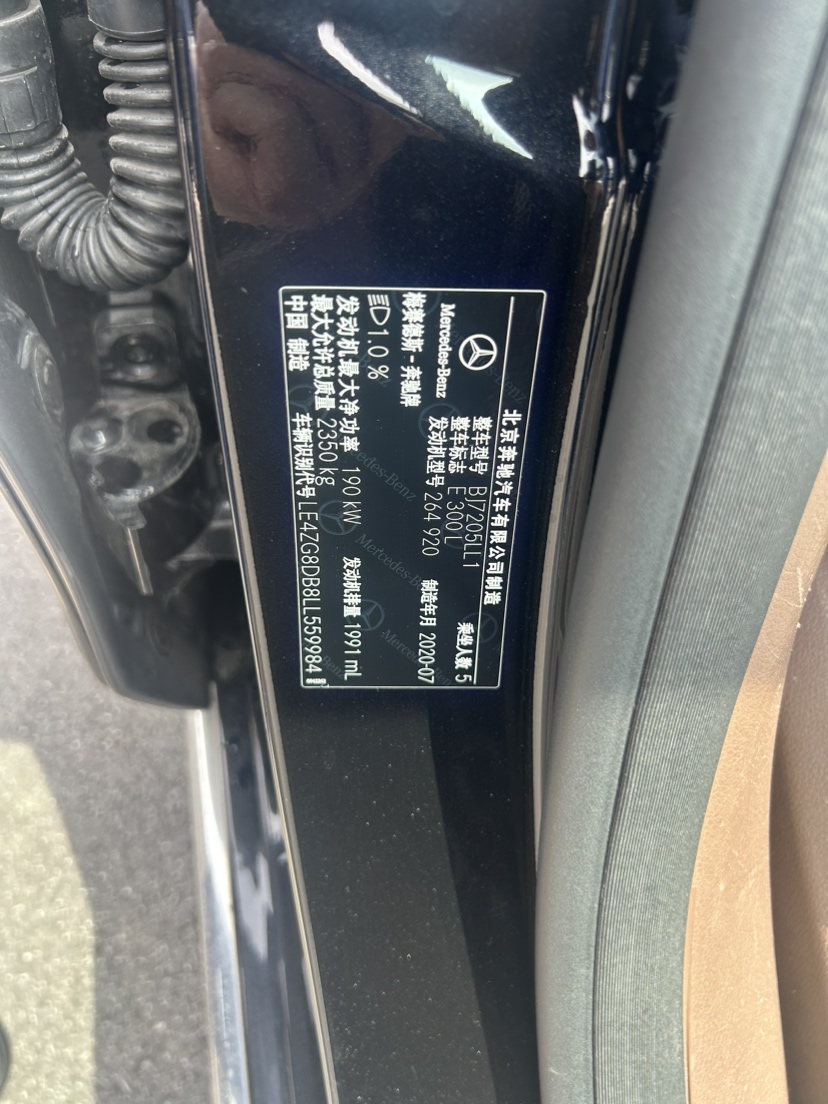 北京奔驰汽车有限公司制造
Mercedes-Benz
整车型号 BJ7205LL1
乘坐人数 5
整车标志 E 300 L
梅赛德斯-奔驰牌
发动机型号 264 920
制造年月 2020-07
1.0 %
发动机最大净功率 190 kW
发动机排量 1991 mL
最大允许总质量 2350 kg
中国 制造
车辆识别代号 LE4ZG8DB8LL559984